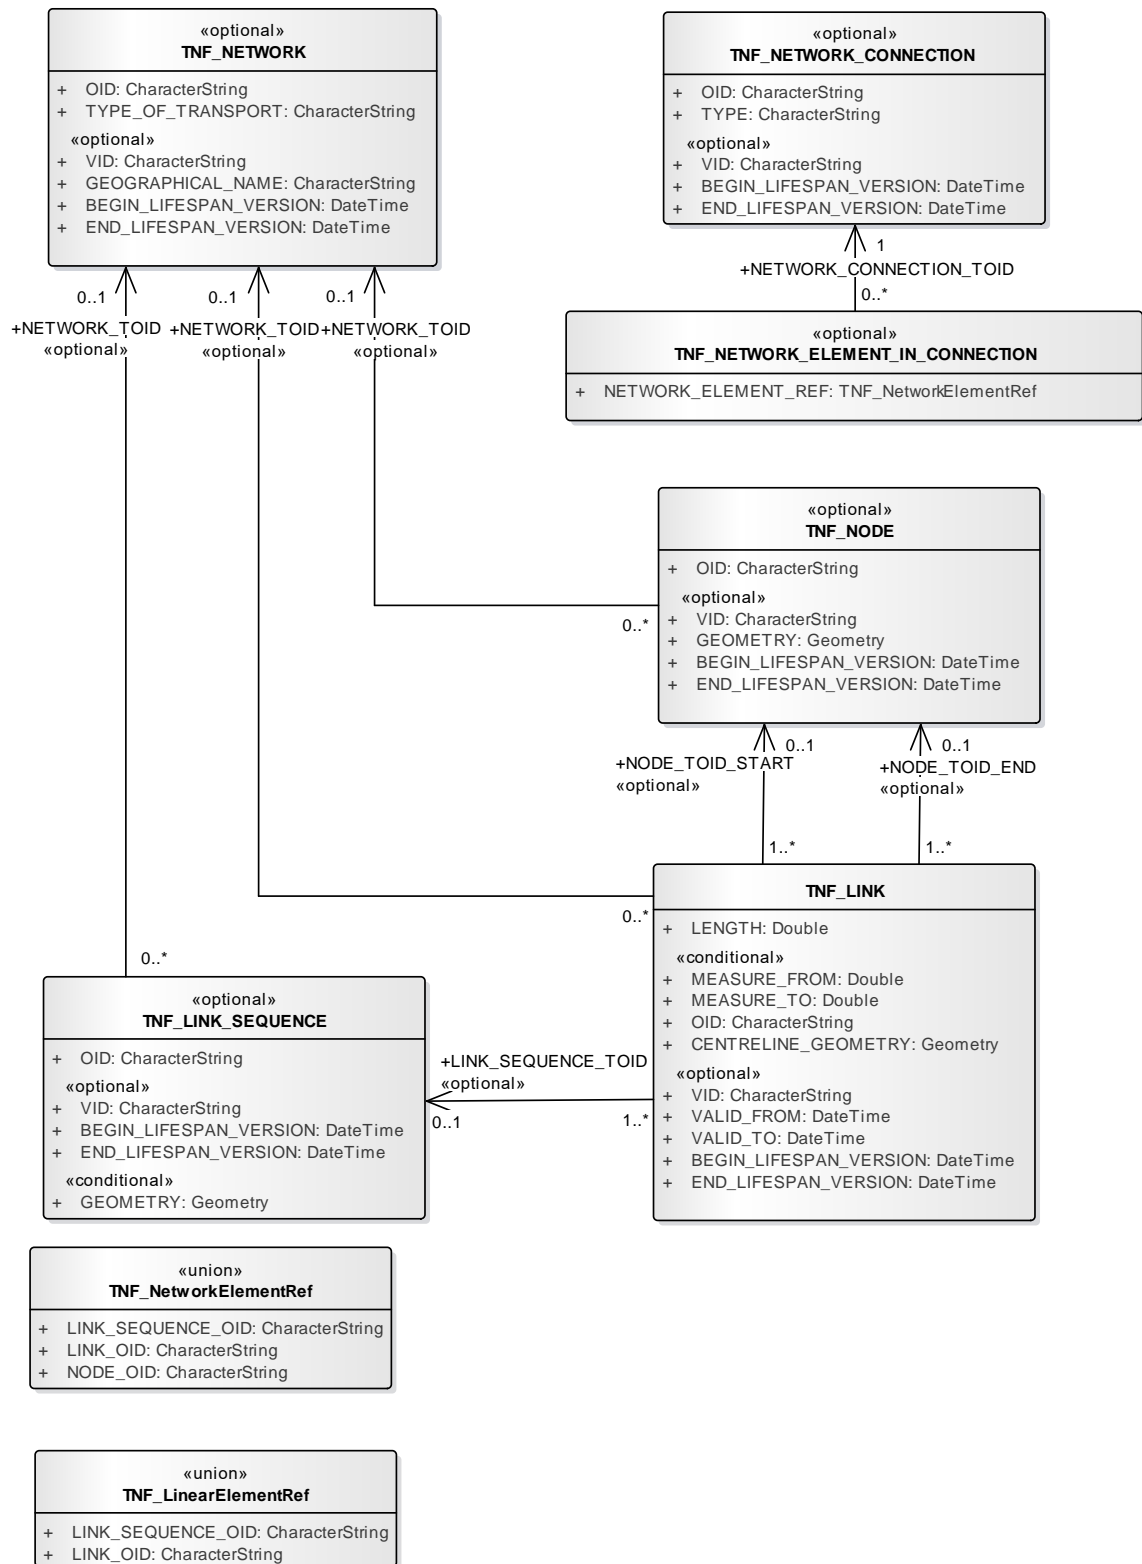 «optional»
TNF_NETWORK
+ OID: CharacterString
+ TYPE_OF_TRANSPORT: CharacterString
«optional»
+ VID: CharacterString
+ GEOGRAPHICAL_NAME: CharacterString
+ BEGIN_LIFESPAN_VERSION: DateTime
+ END_LIFESPAN_VERSION: DateTime
«optional»
TNF_NETWORK_CONNECTION
+ OID: CharacterString
+ TYPE: CharacterString
«optional»
+ VID: CharacterString
+ BEGIN_LIFESPAN_VERSION: DateTime
+ END_LIFESPAN_VERSION: DateTime
1
+NETWORK_CONNECTION_TOID
0..*
«optional»
TNF_NETWORK_ELEMENT_IN_CONNECTION
+ NETWORK_ELEMENT_REF: TNF_NetworkElementRef
0..1
+NETWORK_TOID
«optional»
0..1
+NETWORK_TOID
«optional»
0..1
+NETWORK_TOID
«optional»
«optional»
TNF_NODE
+ OID: CharacterString
«optional»
+ VID: CharacterString
+ GEOMETRY: Geometry
+ BEGIN_LIFESPAN_VERSION: DateTime
+ END_LIFESPAN_VERSION: DateTime
0..*
0..1
+NODE_TOID_START
«optional»
1..*
0..1
+NODE_TOID_END
«optional»
1..*
TNF_LINK
+ LENGTH: Double
«conditional»
+ MEASURE_FROM: Double
+ MEASURE_TO: Double
+ OID: CharacterString
+ CENTRELINE_GEOMETRY: Geometry
«optional»
+ VID: CharacterString
+ VALID_FROM: DateTime
+ VALID_TO: DateTime
+ BEGIN_LIFESPAN_VERSION: DateTime
+ END_LIFESPAN_VERSION: DateTime
0..*
0..*
«optional»
TNF_LINK_SEQUENCE
+ OID: CharacterString
«optional»
+ VID: CharacterString
+ BEGIN_LIFESPAN_VERSION: DateTime
+ END_LIFESPAN_VERSION: DateTime
«conditional»
+ GEOMETRY: Geometry
+LINK_SEQUENCE_TOID
«optional»
0..1
1..*
«union»
TNF_NetworkElementRef
+ LINK_SEQUENCE_OID: CharacterString
+ LINK_OID: CharacterString
+ NODE_OID: CharacterString
«union»
TNF_LinearElementRef
+ LINK_SEQUENCE_OID: CharacterString
+ LINK_OID: CharacterString